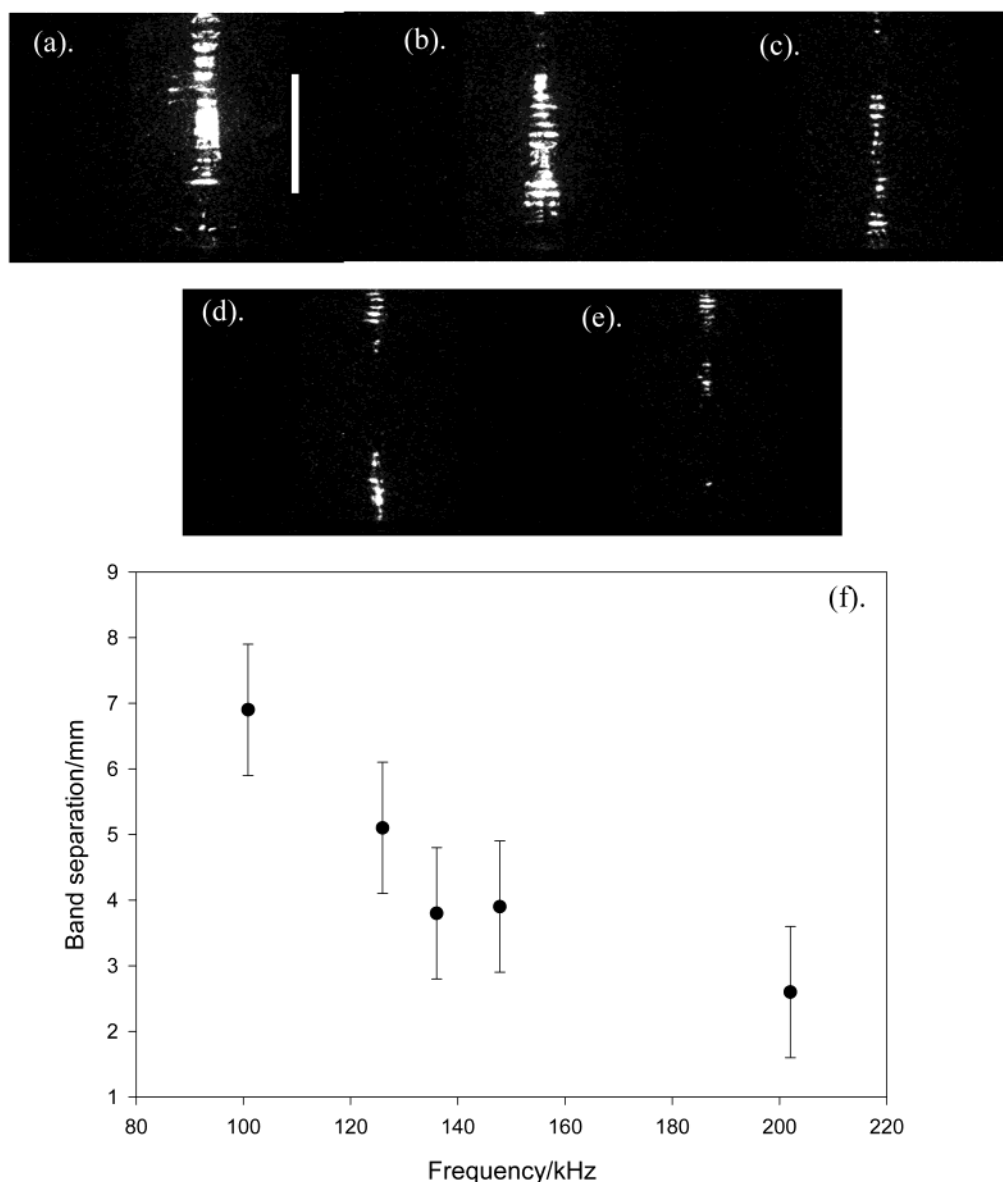 (a).
(b).
(c).
(d).
(e).
(f).
9
8
7
6
5
4
3
2
1
Band separation/mm
80 100 120 140 160 180 200 220
Frequency/kHz